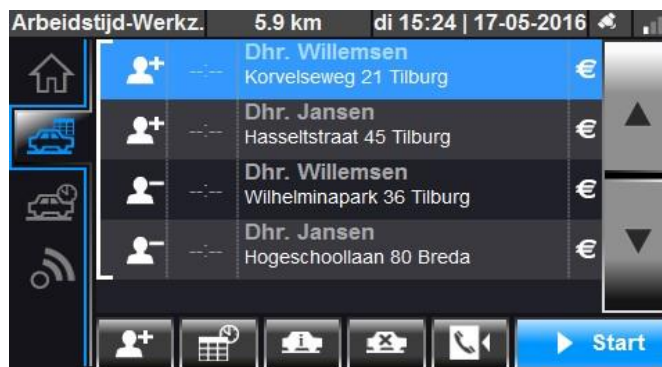 Arbeidstijd-Werkz. 5.9 km di 15:24 | 17-05-2016
Dhr. Willemsen
--:-- Korvelseweg 21 Tilburg €
Dhr. Jansen
--:-- Hasseltstraat 45 Tilburg €
Dhr. Willemsen
--:-- Wilhelminapark 36 Tilburg €
Dhr. Jansen
--:-- Hogeschoollaan 80 Breda €
Start